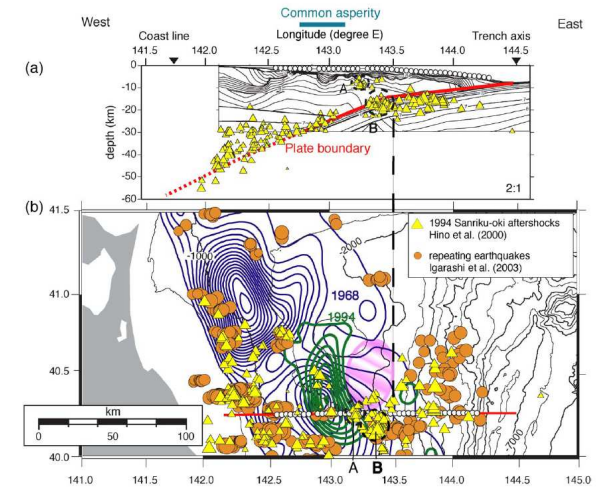 Common asperity
West
East
Longitude (degree E)
Coast line
Trench axis
141.5 142.0 142.5 143.0 143.5 144.0 144.5
(a)
0
-10
-20
-30
-40
-50
-60
depth (km)
A
B
Plate boundary
2:1
(b)
41.5
41.0
40.5
40.0
-1000
-2000
1968
1994
1994 Sanriku-oki aftershocks
Hino et al. (2000)
repeating earthquakes
Igarashi et al. (2003)
km
0 50 100
-1000
A B
141.0 141.5 142.0 142.5 143.0 143.5 144.0 144.5 145.0